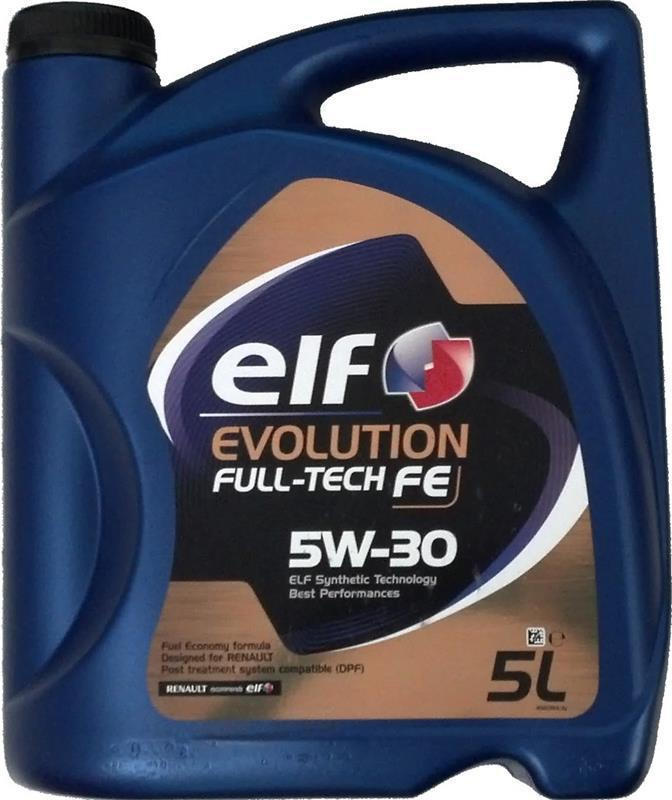 elf
EVOLUTION
FULL-TECH FE
5W-30
ELF Synthetic Technology
Best Performances
Fuel Economy formula
Designed for RENAULT
Post treatment system compatible (DPF)
RENAULT recommends elf
5L